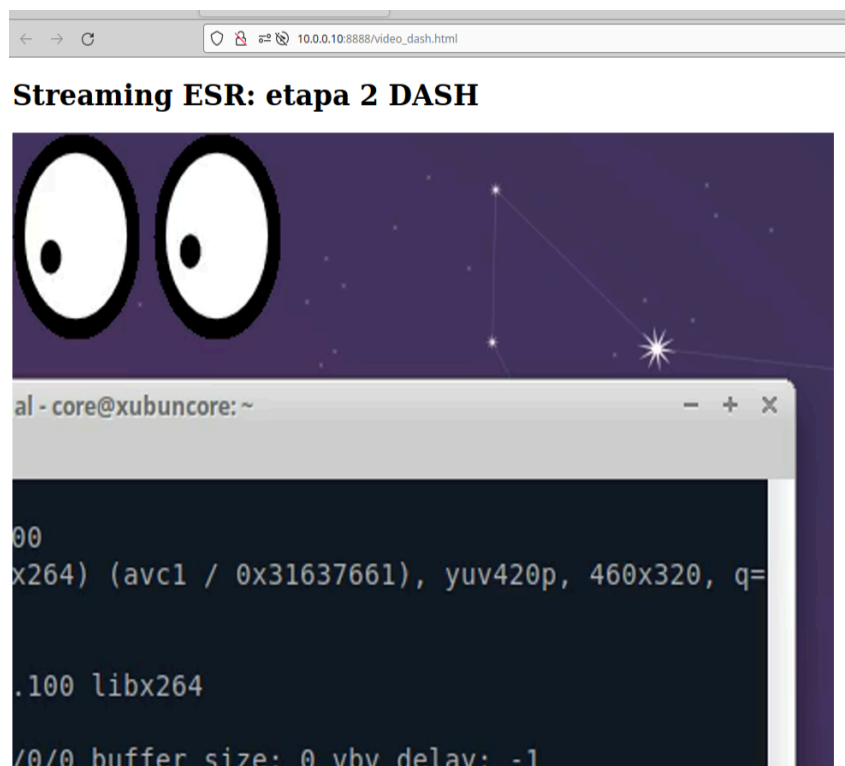 10.0.0.10:8888/video_dash.html
Streaming ESR: etapa 2 DASH
al - core@xubuncore: ~
00
x264) (avc1 / 0x31637661), yuv420p, 460x320, q=
.100 libx264
/0/0 buffer size: 0 vbv delay: -1